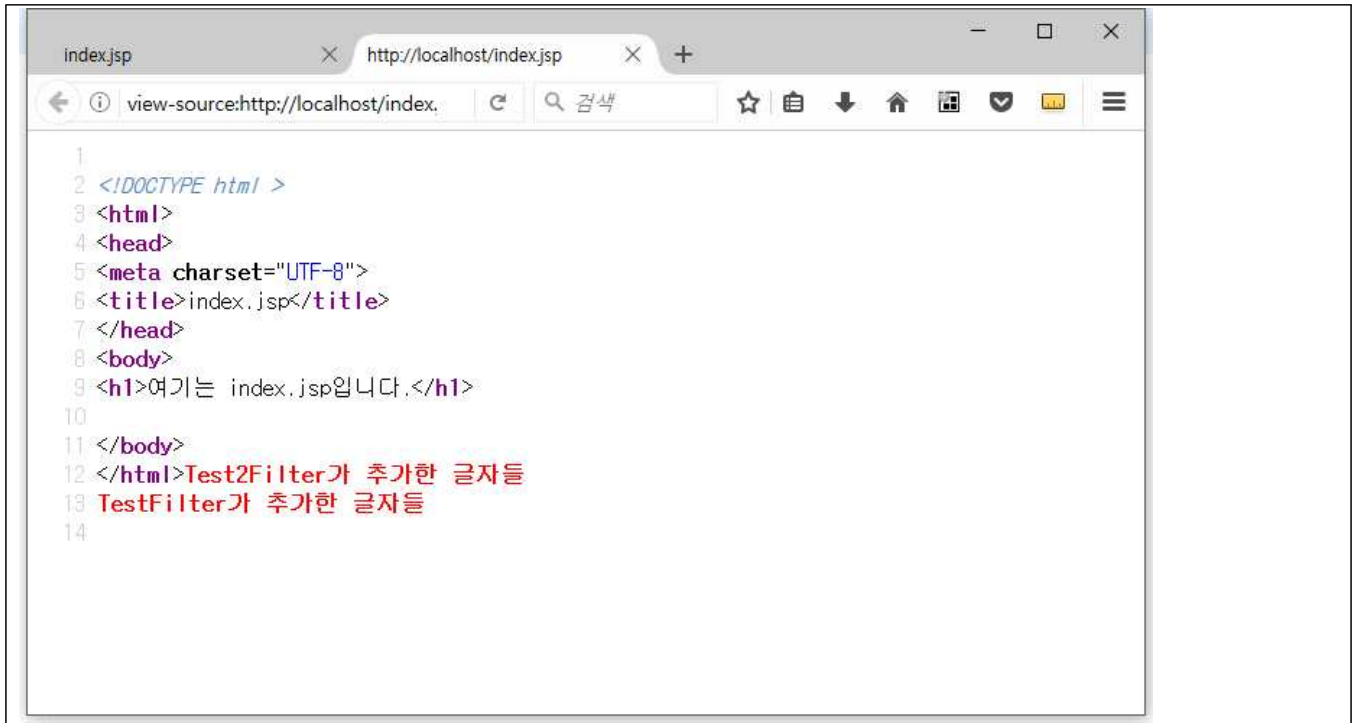 index.jsp
http://localhost/index.jsp
view-source:http://localhost/index.
검색
1
2 <!DOCTYPE html >
3 <html>
4 <head>
5 <meta charset="UTF-8">
6 <title>index.jsp</title>
7 </head>
8 <body>
9 <h1>여기는 index.jsp입니다.</h1>
10
11 </body>
12 </html>Test2Filter가 추가한 글자들
13 TestFilter가 추가한 글자들
14